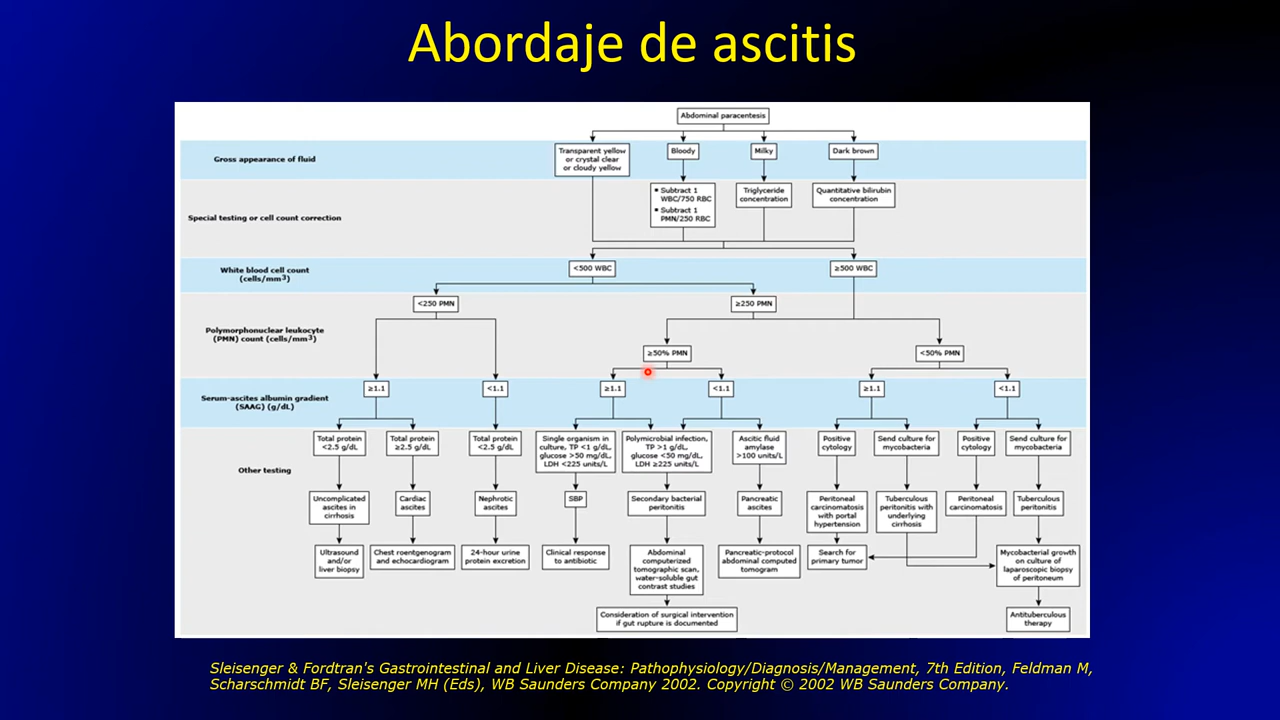 Abordaje de ascitis
Abdominal paracentesis
Gross appearance of fluid
Transparent yellow
or crystal clear
or cloudy yellow
Bloody
Milky
Dark brown
Special testing or cell count correction
• Subtract 1
WBC/750 RBC
• Subtract 1
PMN/250 RBC
Triglyceride
concentration
Quantitative bilirubin
concentration
White blood cell count
(cells/mm³)
<500 WBC
≥500 WBC
<250 PMN
≥250 PMN
Polymorphonuclear leukocyte
(PMN) count (cells/mm³)
≥50% PMN
<50% PMN
Serum-ascites albumin gradient
(SAAG) (g/dL)
≥1.1
<1.1
≥1.1
<1.1
≥1.1
<1.1
Other testing
Total protein
<2.5 g/dL
Total protein
≥2.5 g/dL
Total protein
<2.5 g/dL
Single organism in
culture, TP <1 g/dL,
glucose >50 mg/dL,
LDH <225 units/L
Polymicrobial infection,
TP >1 g/dL,
glucose <50 mg/dL,
LDH ≥225 units/L
Ascitic fluid
amylase
>100 units/L
Positive
cytology
Send culture for
mycobacteria
Positive
cytology
Send culture for
mycobacteria
Uncomplicated
ascites in
cirrhosis
Cardiac
ascites
Nephrotic
ascites
SBP
Secondary bacterial
peritonitis
Pancreatic
ascites
Peritoneal
carcinomatosis
with portal
hypertension
Tuberculous
peritonitis with
underlying
cirrhosis
Peritoneal
carcinomatosis
Tuberculous
peritonitis
Ultrasound
and/or
liver biopsy
Chest roentgenogram
and echocardiogram
24-hour urine
protein excretion
Clinical response
to antibiotic
Abdominal
computerized
tomographic scan,
water-soluble gut
contrast studies
Pancreatic-protocol
abdominal computed
tomogram
Search for
primary tumor
Mycobacterial growth
on culture of
laparoscopic biopsy
of peritoneum
Consideration of surgical intervention
if gut rupture is documented
Antituberculous
therapy
Sleisenger & Fordtran's Gastrointestinal and Liver Disease: Pathophysiology/Diagnosis/Management, 7th Edition, Feldman M,
Scharschmidt BF, Sleisenger MH (Eds), WB Saunders Company 2002. Copyright © 2002 WB Saunders Company.